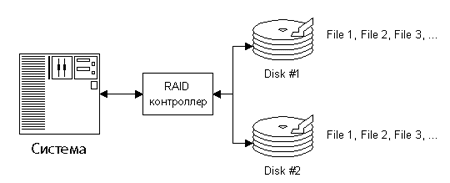 File 1, File 2, File 3, ...
Disk #1
RAID
контроллер
Система
File 1, File 2, File 3, ...
Disk #2